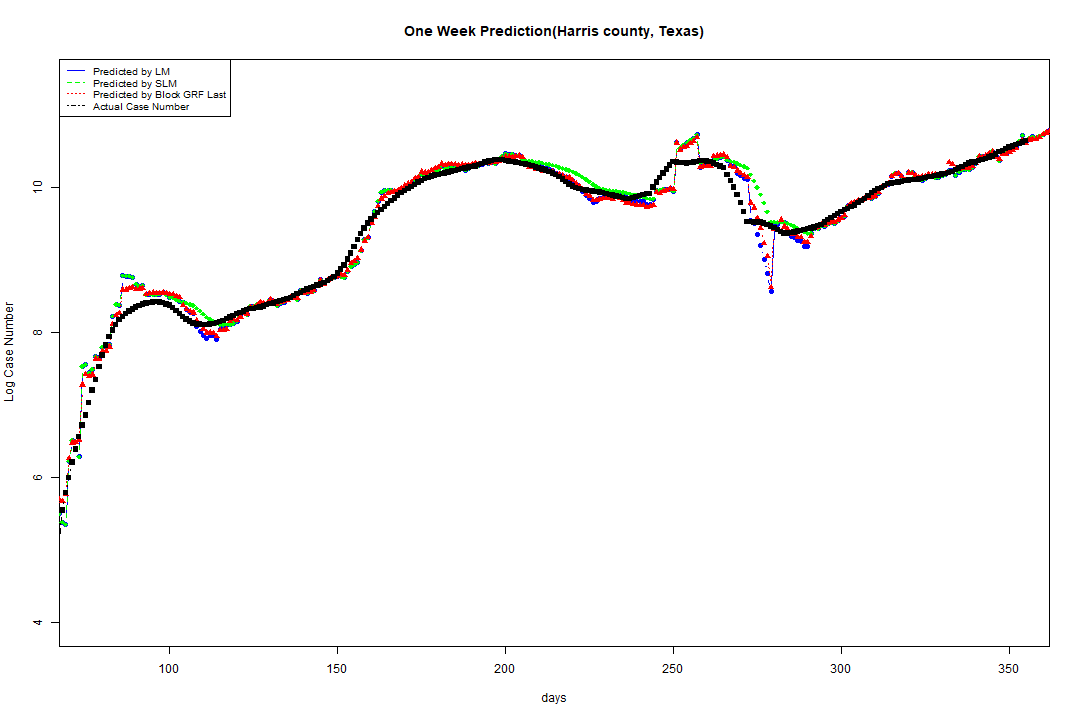 One Week Prediction(Harris county, Texas)
Predicted by LM
Predicted by SLM
Predicted by Block GRF Last
Actual Case Number
Log Case Number
10
8
6
4
100 150 200 250 300 350
days